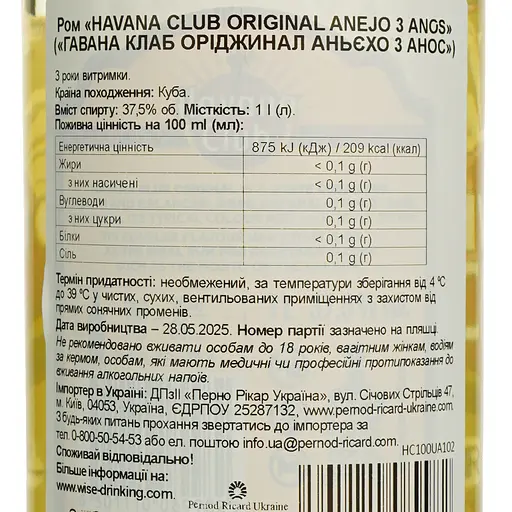 Ром «HAVANA CLUB ORIGINAL ANEJO 3 ANOS»
(«ГАВАНА КЛАБ ОРІДЖИНАЛ АНЬЄХО 3 АНОС»)
3 роки витримки.
Країна походження: Куба.
Вміст спирту: 37,5% об. Місткість: 1 l (л).
Поживна цінність на 100 ml (мл):
Енергетична цінність 875 kJ (кДж) / 209 kcal (ккал)
Жири < 0,1 g (г)
з них насичені < 0,1 g (г)
Вуглеводи 0,1 g (г)
з них цукри 0,1 g (г)
Білки < 0,1 g (г)
Сіль 0,1 g (г)
Термін придатності: необмежений, за температури зберігання від 4 °C
до 39 °C у чистих, сухих, вентильованих приміщеннях з захистом від
прямих сонячних променів.
Дата виробництва – 28.05.2025. Номер партії зазначено на пляшці.
Не рекомендовано вживати особам до 18 років, вагітним жінкам, водіям
за кермом, особам, які мають медичні чи професійні протипоказання до
вживання алкогольних напоїв.
Імпортер в Україні: ДПзІІ «Перно Рікар Україна», вул. Січових Стрільців 47,
м. Київ, 04053, Україна, ЄДРПОУ 25287132, www.pernod-ricard-ukraine.com.
З будь-яких питань прохання звертатись до імпортера за
тел. 0-800-50-54-53 або ел. поштою info.ua@pernod-ricard.com.
HC100UA102
Споживай відповідально!
Більше інформації на:
www.wise-drinking.com.
Pernod Ricard Ukraine